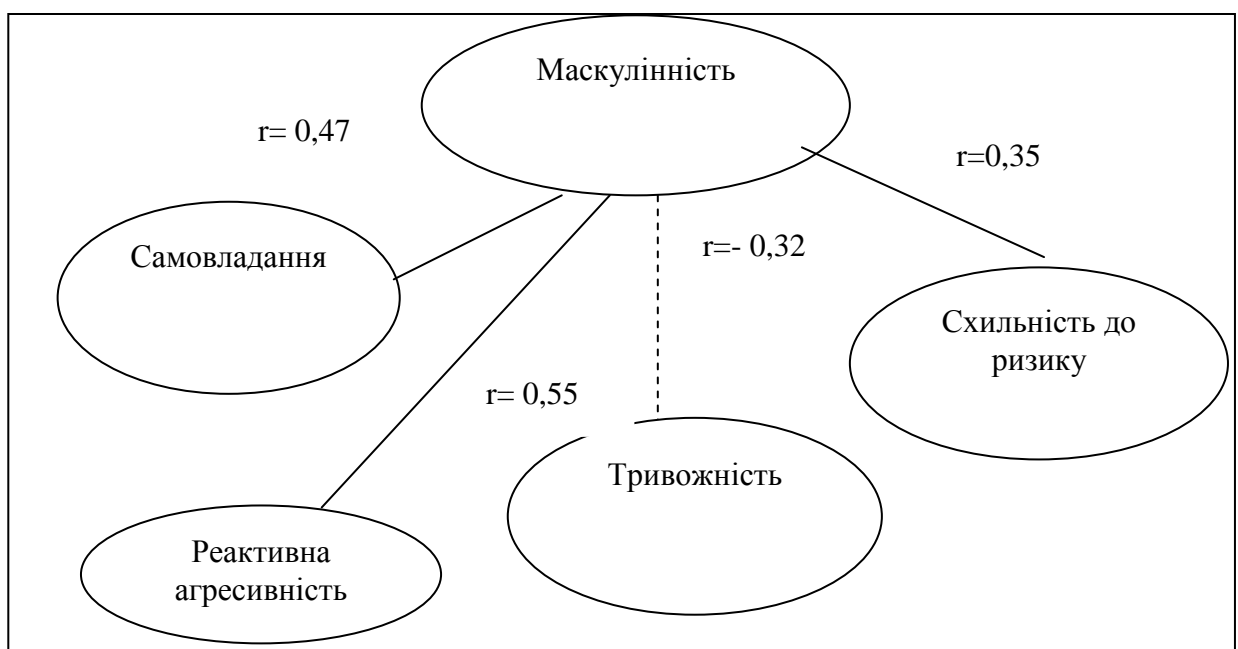 Маскулінність
r= 0,47
r=0,35
Самовладання
r=- 0,32
Схильність до
ризику
r= 0,55
Тривожність
Реактивна
агресивність